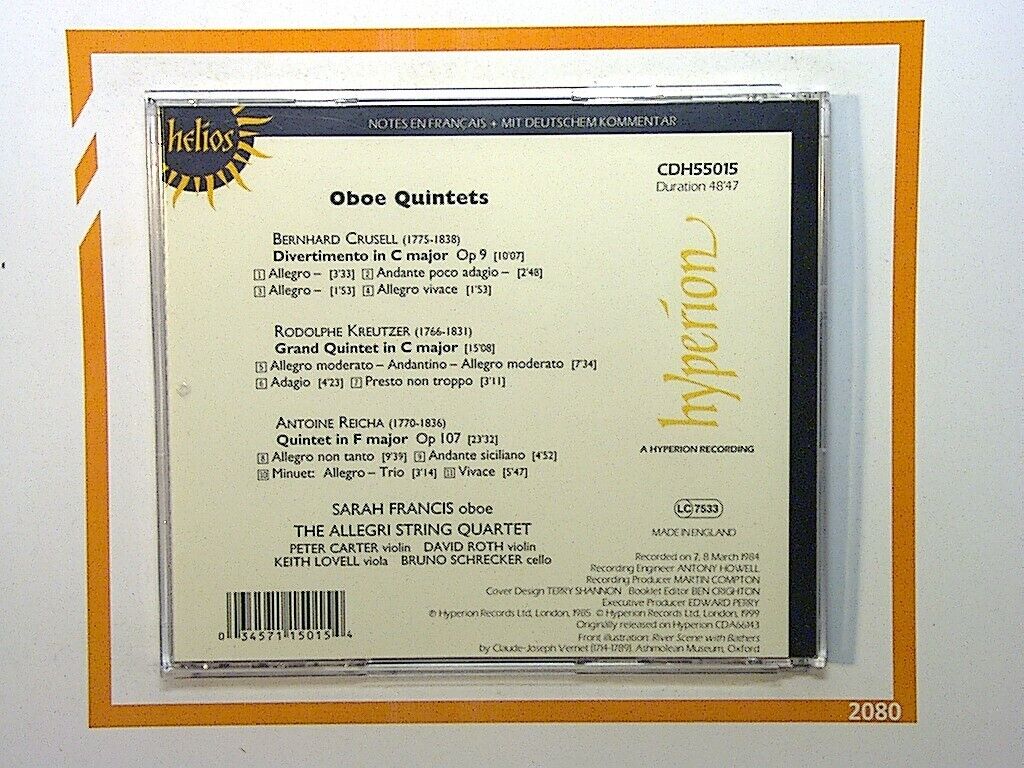 helios
NOTES EN FRANÇAIS + MIT DEUTSCHEM KOMMENTAR
CDH55015
Duration 48'47
Oboe Quintets
BERNHARD CRUSELL (1775-1838)
Divertimento in C major Op 9 [10'07]
1 Allegro – [3'33] 2 Andante poco adagio – [2'48]
3 Allegro – [1'53] 4 Allegro vivace [1'53]
RODOLPHE KREUTZER (1766-1831)
Grand Quintet in C major [15'08]
5 Allegro moderato – Andantino – Allegro moderato [7'34]
6 Adagio [4'23] 7 Presto non troppo [3'11]
ANTOINE REICHA (1770-1836)
Quintet in F major Op 107 [23'32]
8 Allegro non tanto [9'39] 9 Andante siciliano [4'52]
10 Minuet: Allegro – Trio [3'14] 11 Vivace [5'47]
SARAH FRANCIS oboe
THE ALLEGRI STRING QUARTET
PETER CARTER violin DAVID ROTH violin
KEITH LOVELL viola BRUNO SCHRECKER cello
hyperion
A HYPERION RECORDING
LC 7533
MADE IN ENGLAND
Recorded on 7, 8 March 1984
Recording Engineer ANTONY HOWELL
Recording Producer MARTIN COMPTON
Cover Design TERRY SHANNON Booklet Editor BEN CRIGHTON
Executive Producer EDWARD PERRY
℗ Hyperion Records Ltd, London, 1985 © Hyperion Records Ltd, London, 1999
Originally released on Hyperion CDA66143
Front illustration: River Scene with Bathers
by Claude-Joseph Vernet (1714-1789), Ashmolean Museum, Oxford
0 34571 15015 4
2080